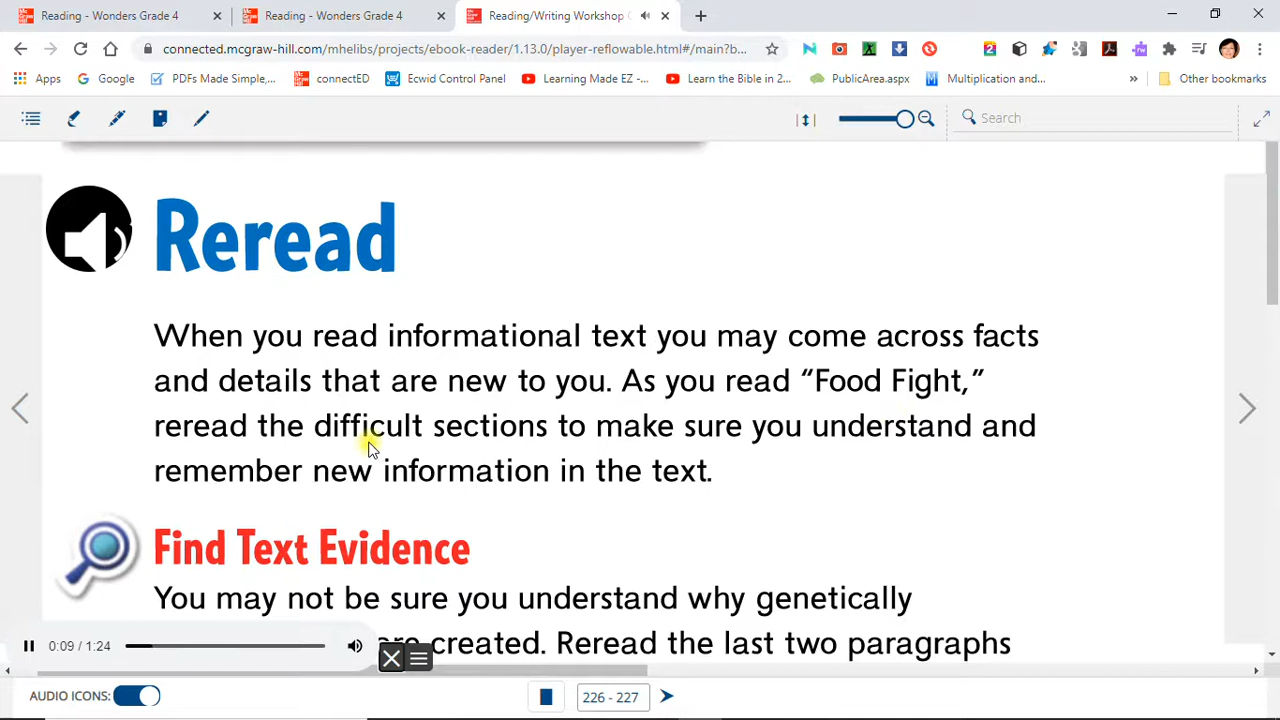 Reading - Wonders Grade 4
Reading - Wonders Grade 4
Reading/Writing Workshop
connected.mcgraw-hill.com/mhelibs/projects/ebook-reader/1.13.0/player-reflowable.html#/main?b...
Apps
Google
PDFs Made Simple,...
connectED
Ecwid Control Panel
Learning Made EZ -...
Learn the Bible in 2...
PublicArea.aspx
Multiplication and...
»
Other bookmarks
Search
Reread
When you read informational text you may come across facts
and details that are new to you. As you read “Food Fight,”
reread the difficult sections to make sure you understand and
remember new information in the text.
Find Text Evidence
You may not be sure you understand why genetically
are created. Reread the last two paragraphs
0:09 / 1:24
AUDIO ICONS:
226 - 227